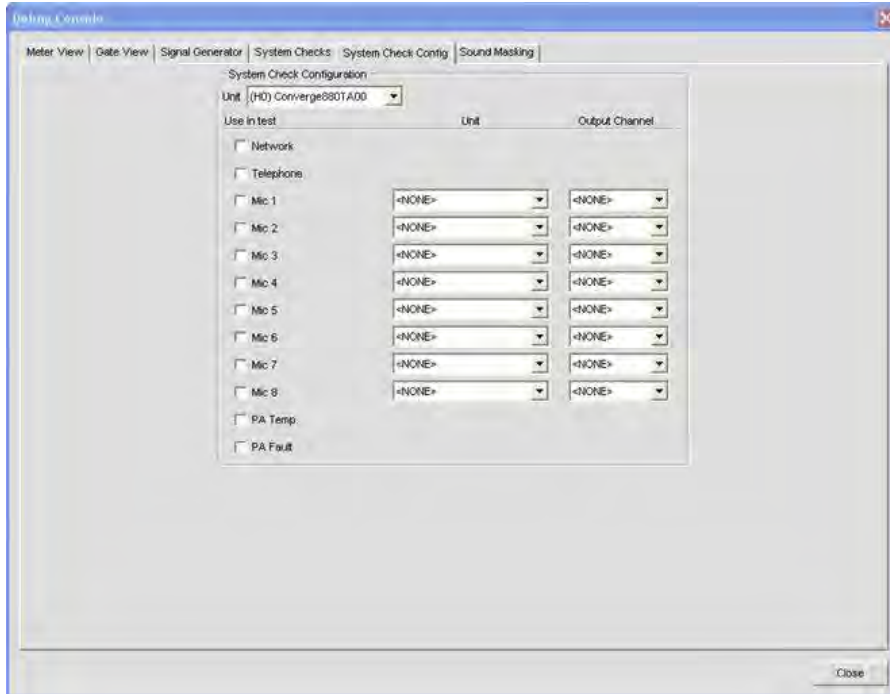 Dialing Console
Meter View Gate View Signal Generator System Checks System Check Config Sound Masking
System Check Configuration
Unit (H0) Converge880TA00
Use in test Unit Output Channel
Network
Telephone
Mic 1 <NONE> <NONE>
Mic 2 <NONE> <NONE>
Mic 3 <NONE> <NONE>
Mic 4 <NONE> <NONE>
Mic 5 <NONE> <NONE>
Mic 6 <NONE> <NONE>
Mic 7 <NONE> <NONE>
Mic 8 <NONE> <NONE>
PA Temp
PA Fault
Close